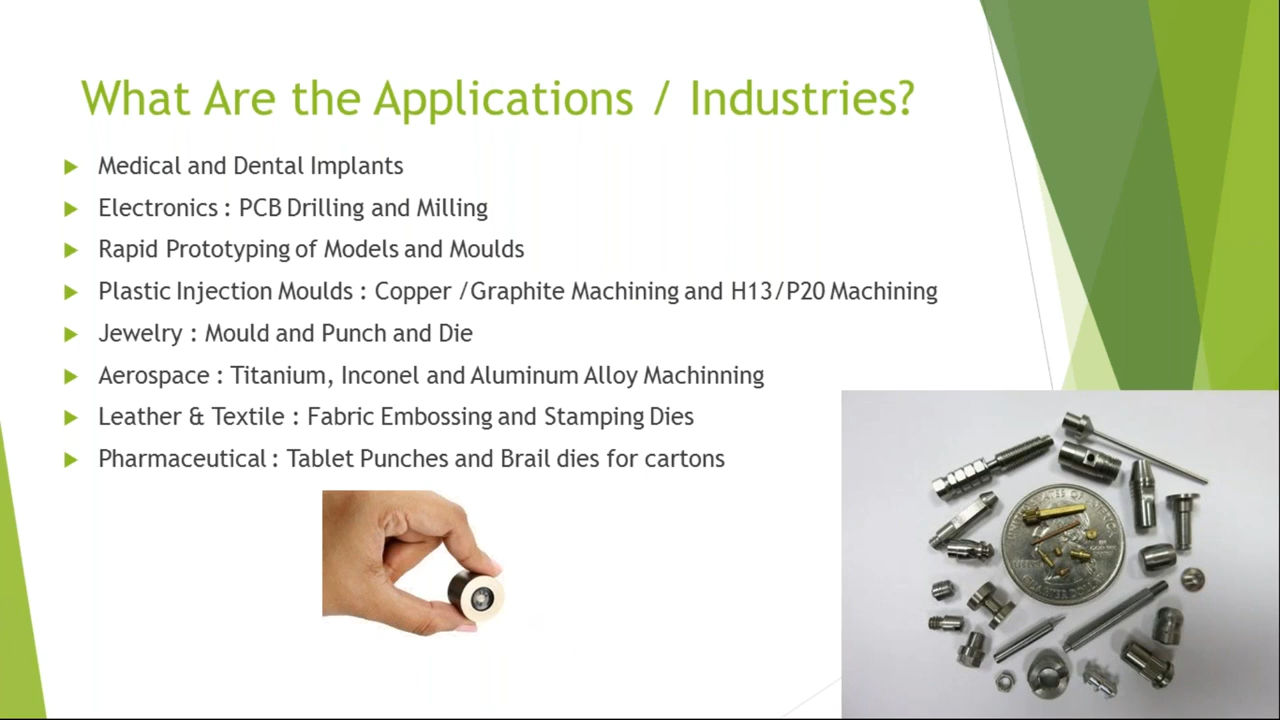 What Are the Applications / Industries?
Medical and Dental Implants
Electronics : PCB Drilling and Milling
Rapid Prototyping of Models and Moulds
Plastic Injection Moulds : Copper /Graphite Machining and H13/P20 Machining
Jewelry : Mould and Punch and Die
Aerospace : Titanium, Inconel and Aluminum Alloy Machinning
Leather & Textile : Fabric Embossing and Stamping Dies
Pharmaceutical : Tablet Punches and Brail dies for cartons